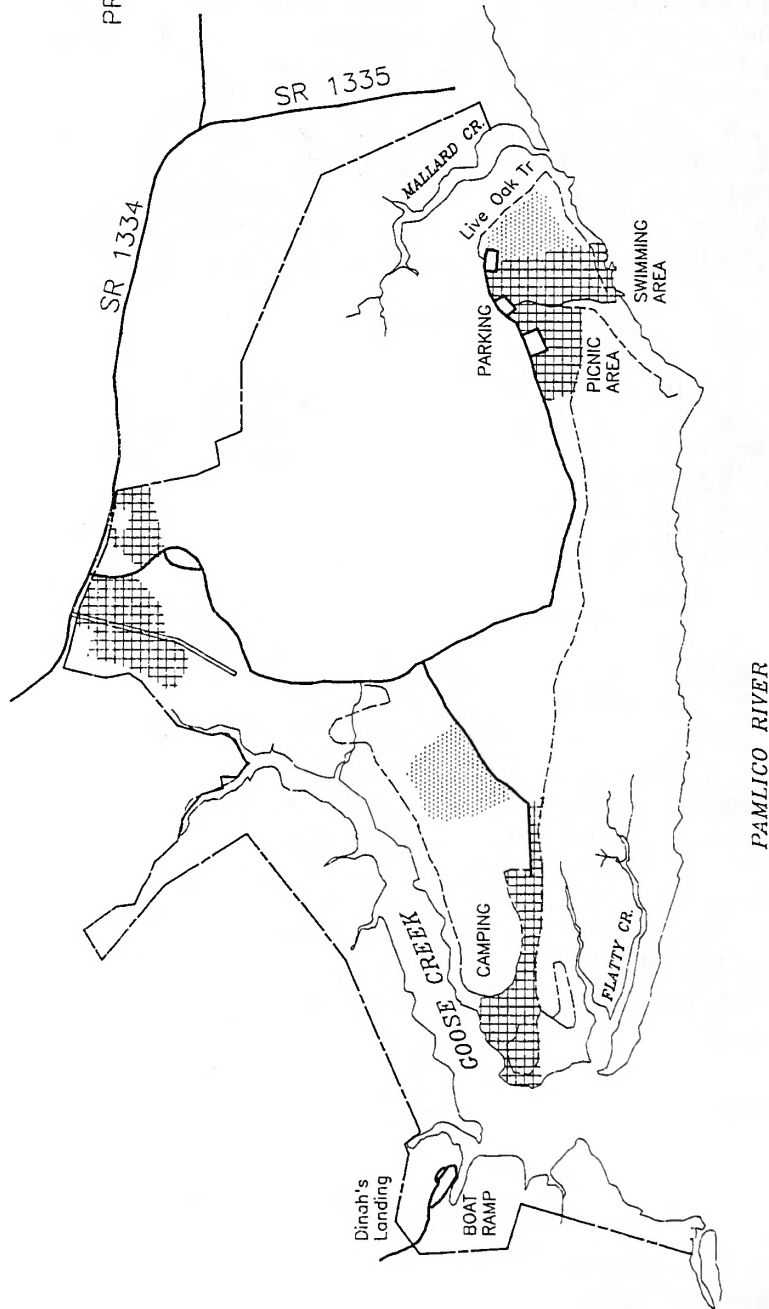 PR
SR 1334
SR 1335
MALLARD CR.
Live Oak Tr
PARKING
PICNIC
AREA
SWIMMING
AREA
GOOSE CREEK
CAMPING
FLATTY CR.
Dinah's
Landing
BOAT
RAMP
PAMLICO RIVER